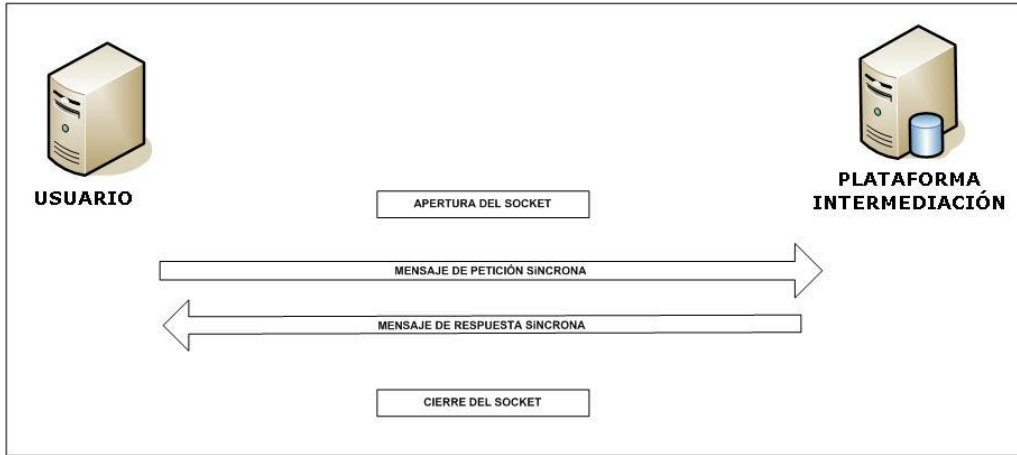 USUARIO
PLATAFORMA
INTERMEDIACIÓN
APERTURA DEL SOCKET
MENSAJE DE PETICIÓN SíNCRONA
MENSAJE DE RESPUESTA SíNCRONA
CIERRE DEL SOCKET